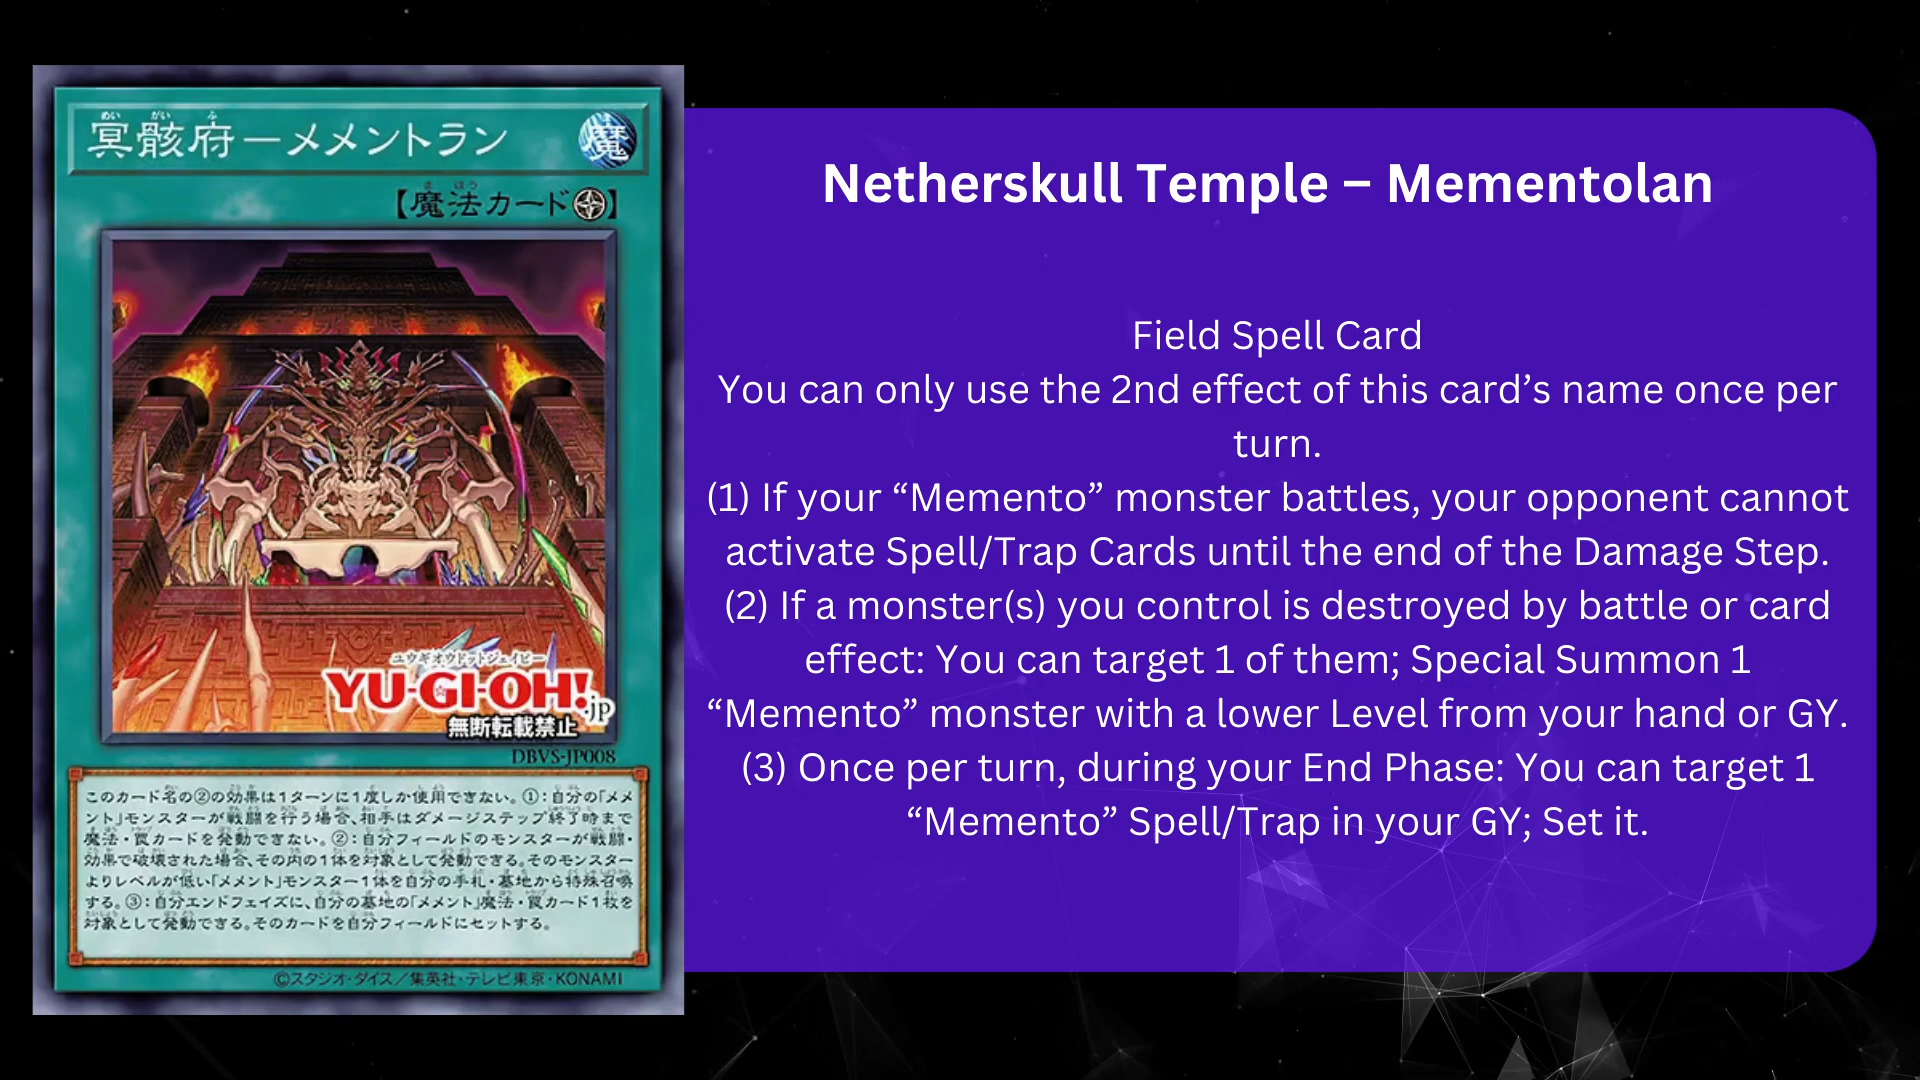 冥骸府－メメントラン
【魔法カード】
YU-GI-OH!.jp
無断転載禁止
DBVS-JP008
このカード名の②の効果は1ターンに1度しか使用できない。①：自分の「メメ
ント」モンスターが戦闘を行う場合、相手はダメージステップ終了時まで
魔法・罠カードを発動できない。②：自分フィールドのモンスターが戦闘・
効果で破壊された場合、その内の1体を対象として発動できる。そのモンスター
よりレベルが低い「メメント」モンスター1体を自分の手札・墓地から特殊召喚
する。③：自分エンドフェイズに、自分の墓地の「メメント」魔法・罠カード1枚を
対象として発動できる。そのカードを自分フィールドにセットする。
©スタジオ・ダイス／集英社・テレビ東京・KONAMI
Netherskull Temple – Mementolan
Field Spell Card
You can only use the 2nd effect of this card’s name once per
turn.
(1) If your “Memento” monster battles, your opponent cannot
activate Spell/Trap Cards until the end of the Damage Step.
(2) If a monster(s) you control is destroyed by battle or card
effect: You can target 1 of them; Special Summon 1
“Memento” monster with a lower Level from your hand or GY.
(3) Once per turn, during your End Phase: You can target 1
“Memento” Spell/Trap in your GY; Set it.